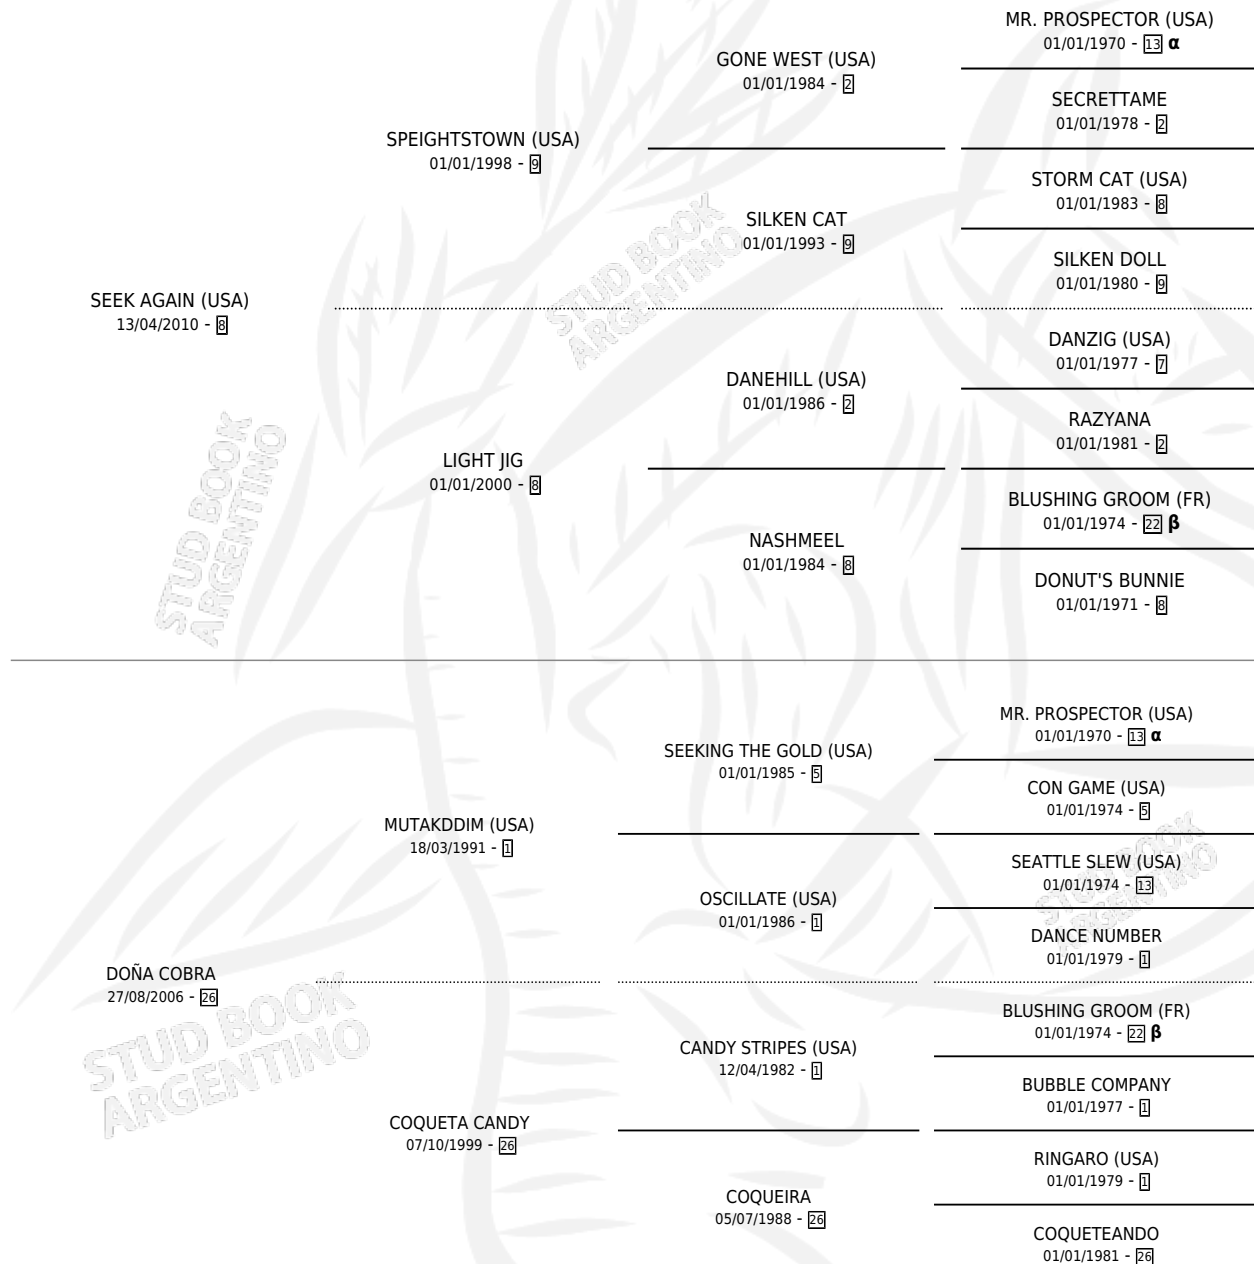 MR. PROSPECTOR (USA)
01/01/1970 - 13 α
GONE WEST (USA)
01/01/1984 - 2
SECRETTAME
01/01/1978 - 2
SPEIGHTSTOWN (USA)
01/01/1998 - 9
STORM CAT (USA)
01/01/1983 - 8
SILKEN CAT
01/01/1993 - 9
SILKEN DOLL
01/01/1980 - 9
SEEK AGAIN (USA)
13/04/2010 - 8
DANZIG (USA)
01/01/1977 - 7
DANEHILL (USA)
01/01/1986 - 2
RAZYANA
01/01/1981 - 2
LIGHT JIG
01/01/2000 - 8
BLUSHING GROOM (FR)
01/01/1974 - 22 β
NASHMEEL
01/01/1984 - 8
DONUT'S BUNNIE
01/01/1971 - 8
MR. PROSPECTOR (USA)
01/01/1970 - 13 α
SEEKING THE GOLD (USA)
01/01/1985 - 5
CON GAME (USA)
01/01/1974 - 5
MUTAKDDIM (USA)
18/03/1991 - 1
SEATTLE SLEW (USA)
01/01/1974 - 13
OSCILLATE (USA)
01/01/1986 - 1
DANCE NUMBER
01/01/1979 - 1
DOÑA COBRA
27/08/2006 - 26
BLUSHING GROOM (FR)
01/01/1974 - 22 β
CANDY STRIPES (USA)
12/04/1982 - 1
BUBBLE COMPANY
01/01/1977 - 1
COQUETA CANDY
07/10/1999 - 26
RINGARO (USA)
01/01/1979 - 1
COQUEIRA
05/07/1988 - 26
COQUETEANDO
01/01/1981 - 26
STUD BOOK
ARGENTINO
STUD BOOK
ARGENTINO
STUD BOOK
ARGENTINO
STUD BOOK
ARGENTINO